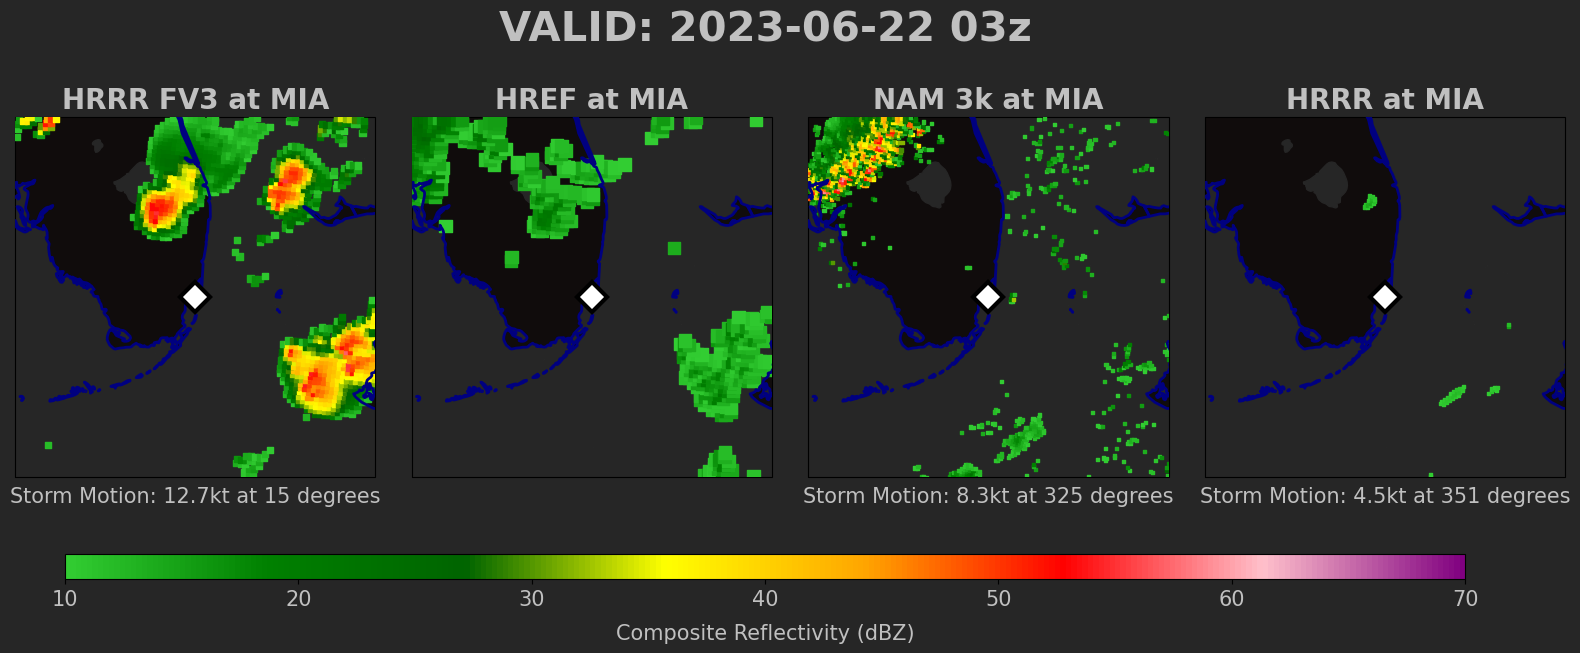 VALID: 2023-06-22 03z
HRRR FV3 at MIA
HREF at MIA
NAM 3k at MIA
HRRR at MIA
Storm Motion: 12.7kt at 15 degrees
Storm Motion: 8.3kt at 325 degrees
Storm Motion: 4.5kt at 351 degrees
10 20 30 40 50 60 70
Composite Reflectivity (dBZ)